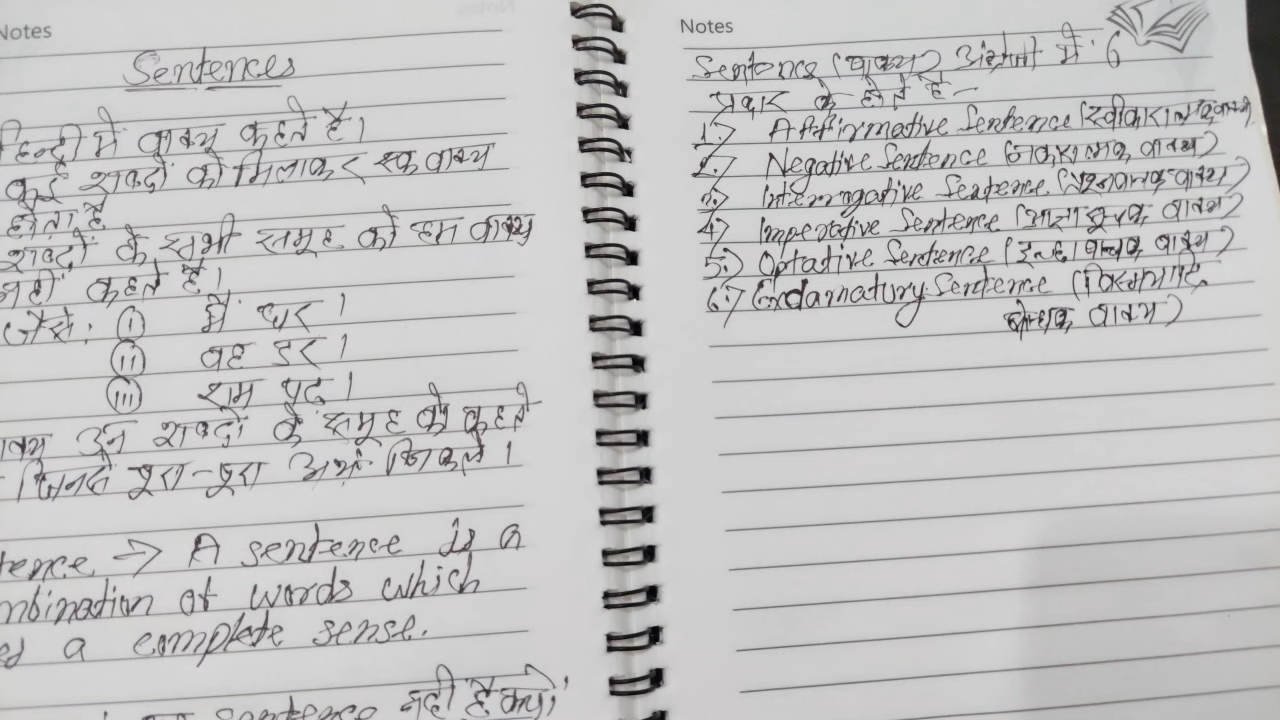 Notes
Sentences
हिन्दी में वाक्य कहते है।
कई शब्दों को मिलाकर एक वाक्य
होता है
शब्दों के सभी समूह को हम वाक्य
नहीं कहते है।
जैसे: (i) मैं घर।
(ii) वह डर।
(iii) राम पढ़।
वाक्य उन शब्दों के समूह को कहते
जिनसे पूरा-पूरा अर्थ निकले।
tence → A sentence is a
mbination of words which
a complete sense.
sentence नही है क्यों
Notes
Sentence (वाक्य) अंग्रेजी में 6
प्रकार के होते है-
1.> Affirmative Sentence (स्वीकारात्मक वाक्य)
2.> Negative Sentence (नकारात्मक वाक्य)
3.> Interrogative Sentence (प्रश्नवाचक वाक्य)
4.> Imperative Sentence (आज्ञासूचक वाक्य)
5.> Optative Sentence (इच्छावाचक वाक्य)
6.> Exclamatury Sentence (विस्मयादि
बोधक वाक्य)